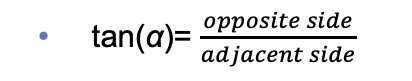 • tan(α)= opposite side / adjacent side